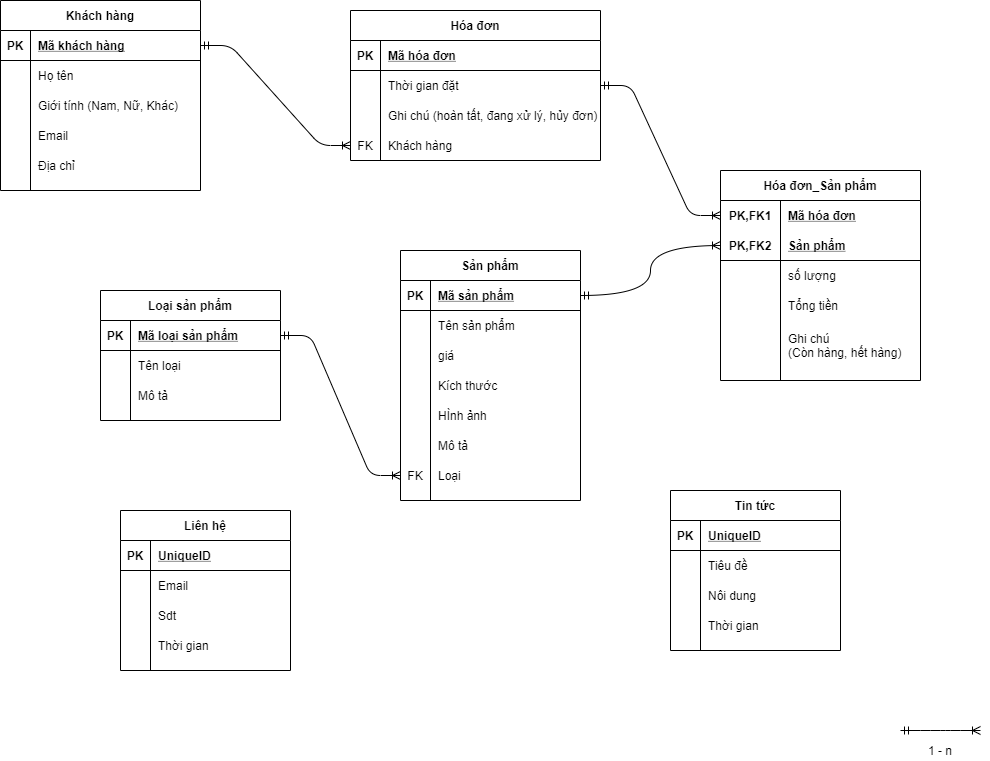 Khách hàng
PK Mã khách hàng
Họ tên
Giới tính (Nam, Nữ, Khác)
Email
Địa chỉ
Hóa đơn
PK Mã hóa đơn
Thời gian đặt
Ghi chú (hoàn tất, đang xử lý, hủy đơn)
FK Khách hàng
Hóa đơn_Sản phẩm
PK,FK1 Mã hóa đơn
PK,FK2 Sản phẩm
số lượng
Tổng tiền
Ghi chú
(Còn hàng, hết hàng)
Sản phẩm
PK Mã sản phẩm
Tên sản phẩm
giá
Kích thước
HÌnh ảnh
Mô tả
FK Loại
Loại sản phẩm
PK Mã loại sản phẩm
Tên loại
Mô tả
Liên hệ
PK UniqueID
Email
Sdt
Thời gian
Tin tức
PK UniqueID
Tiêu đề
Nôi dung
Thời gian
1 - n